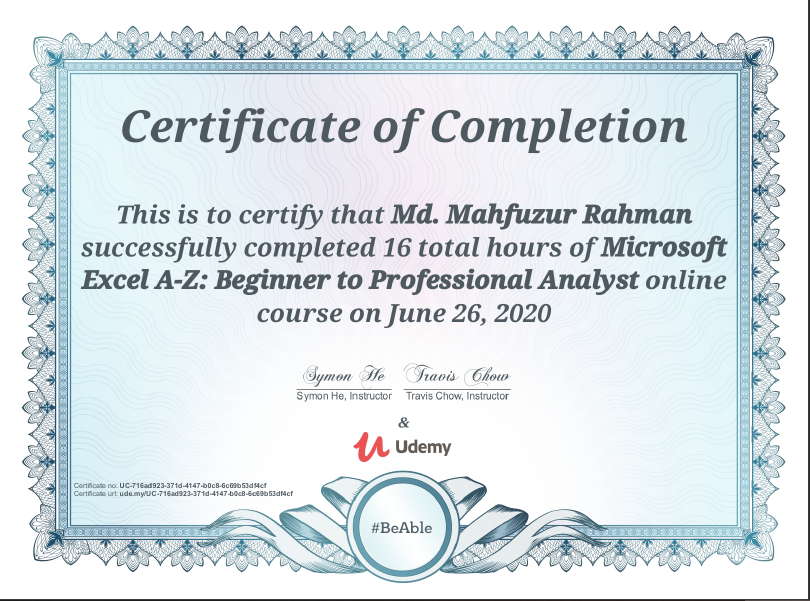 Certificate of Completion
This is to certify that Md. Mahfuzur Rahman
successfully completed 16 total hours of Microsoft
Excel A-Z: Beginner to Professional Analyst online
course on June 26, 2020
Symon He Travis Chow
Symon He, Instructor Travis Chow, Instructor
&
Udemy
Certificate no: UC-716ad923-371d-4147-b0c8-6c69b53df4cf
Certificate url: ude.my/UC-716ad923-371d-4147-b0c8-6c69b53df4cf
#BeAble